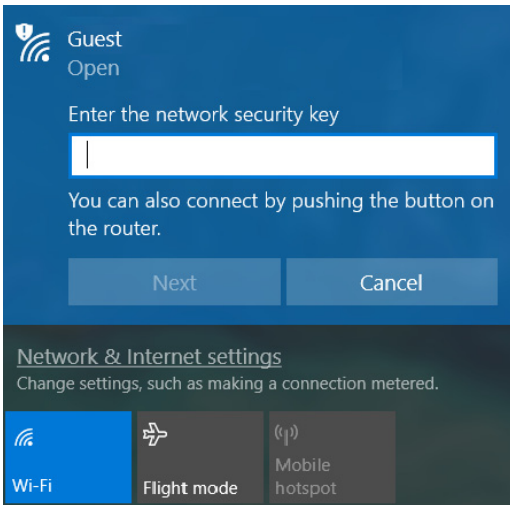 Guest
Open
Enter the network security key
You can also connect by pushing the button on
the router.
Next
Cancel
Network & Internet settings
Change settings, such as making a connection metered.
Wi-Fi
Flight mode
Mobile
hotspot